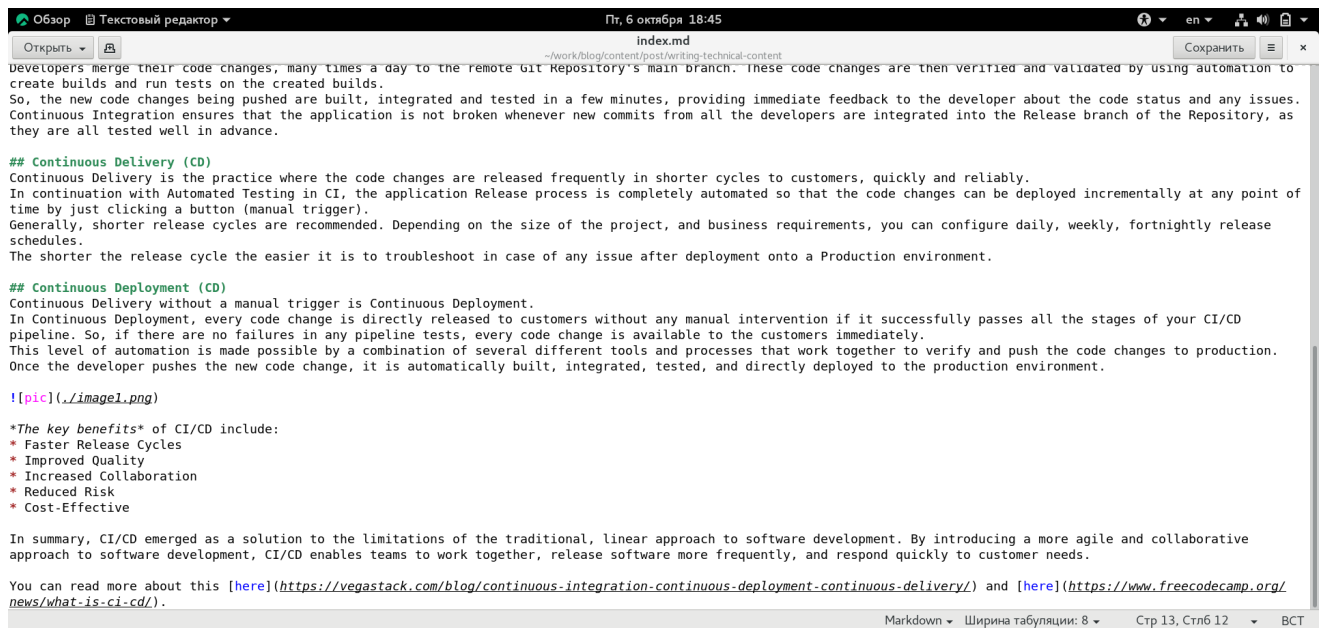 Обзор Текстовый редактор Пт, 6 октября 18:45 en
Открыть index.md Сохранить
~/work/blog/content/post/writing-technical-content
Developers merge their code changes, many times a day to the remote Git Repository's main branch. These code changes are then verified and validated by using automation to
create builds and run tests on the created builds.
So, the new code changes being pushed are built, integrated and tested in a few minutes, providing immediate feedback to the developer about the code status and any issues.
Continuous Integration ensures that the application is not broken whenever new commits from all the developers are integrated into the Release branch of the Repository, as
they are all tested well in advance.
## Continuous Delivery (CD)
Continuous Delivery is the practice where the code changes are released frequently in shorter cycles to customers, quickly and reliably.
In continuation with Automated Testing in CI, the application Release process is completely automated so that the code changes can be deployed incrementally at any point of
time by just clicking a button (manual trigger).
Generally, shorter release cycles are recommended. Depending on the size of the project, and business requirements, you can configure daily, weekly, fortnightly release
schedules.
The shorter the release cycle the easier it is to troubleshoot in case of any issue after deployment onto a Production environment.
## Continuous Deployment (CD)
Continuous Delivery without a manual trigger is Continuous Deployment.
In Continuous Deployment, every code change is directly released to customers without any manual intervention if it successfully passes all the stages of your CI/CD
pipeline. So, if there are no failures in any pipeline tests, every code change is available to the customers immediately.
This level of automation is made possible by a combination of several different tools and processes that work together to verify and push the code changes to production.
Once the developer pushes the new code change, it is automatically built, integrated, tested, and directly deployed to the production environment.
![pic](./image1.png)
*The key benefits* of CI/CD include:
* Faster Release Cycles
* Improved Quality
* Increased Collaboration
* Reduced Risk
* Cost-Effective
In summary, CI/CD emerged as a solution to the limitations of the traditional, linear approach to software development. By introducing a more agile and collaborative
approach to software development, CI/CD enables teams to work together, release software more frequently, and respond quickly to customer needs.
You can read more about this [here](https://vegastack.com/blog/continuous-integration-continuous-deployment-continuous-delivery/) and [here](https://www.freecodecamp.org/
news/what-is-ci-cd/).
Markdown Ширина табуляции: 8 Стр 13, Стлб 12 ВСТ